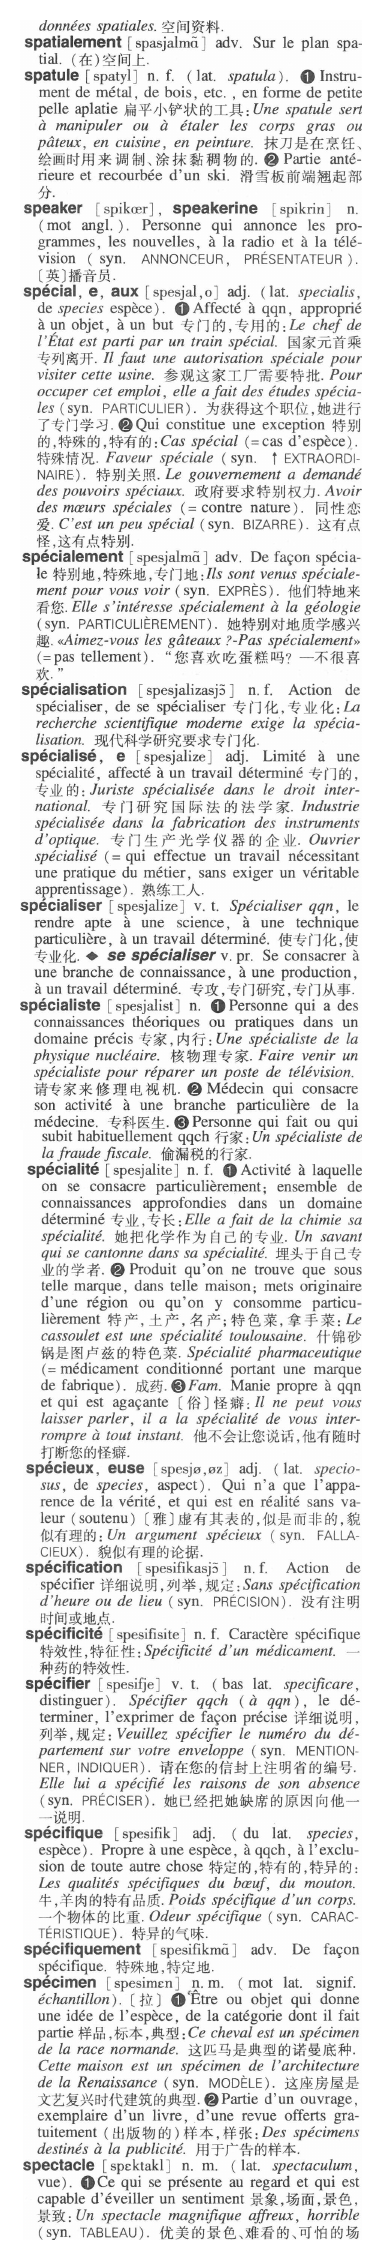 données spatiales. 空间资料.
spatialement [spasjalmɑ̃] adv. Sur le plan spa-
tial. (在)空间上.
spatule [spatyl] n. f. (lat. spatula). ❶ Instru-
ment de métal, de bois, etc., en forme de petite
pelle aplatie 扁平小铲状的工具: Une spatule sert
à manipuler ou à étaler les corps gras ou
pâteux, en cuisine, en peinture. 抹刀是在烹饪、
绘画时用来调制、涂抹黏稠物的. ❷ Partie anté-
rieure et recourbée d'un ski. 滑雪板前端翘起部
分.
speaker [spikœr], speakerine [spikrin] n.
(mot angl.). Personne qui annonce les pro-
grammes, les nouvelles, à la radio et à la télé-
vision (syn. ANNONCEUR, PRÉSENTATEUR).
〔英〕播音员.
spécial, e, aux [spesjal,o] adj. (lat. specialis,
de species espèce). ❶ Affecté à qqn, approprié
à un objet, à un but 专门的,专用的: Le chef de
l'État est parti par un train spécial. 国家元首乘
专列离开. Il faut une autorisation spéciale pour
visiter cette usine. 参观这家工厂需要特批. Pour
occuper cet emploi, elle a fait des études spécia-
les (syn. PARTICULIER). 为获得这个职位,她进行
了专门学习. ❷ Qui constitue une exception 特别
的,特殊的,特有的: Cas spécial (= cas d'espèce).
特殊情况. Faveur spéciale (syn. ↑ EXTRAORDI-
NAIRE). 特别关照. Le gouvernement a demandé
des pouvoirs spéciaux. 政府要求特别权力. Avoir
des mœurs spéciales (= contre nature). 同性恋
爱. C'est un peu spécial (syn. BIZARRE). 这有点
怪,这有点特别.
spécialement [spesjalmɑ̃] adv. De façon spécia-
le 特别地,特殊地,专门地: Ils sont venus spéciale-
ment pour vous voir (syn. EXPRÈS). 他们特地来
看您. Elle s'intéresse spécialement à la géologie
(syn. PARTICULIÈREMENT). 她特别对地质学感兴
趣. «Aimez-vous les gâteaux ?-Pas spécialement»
(= pas tellement). “您喜欢吃蛋糕吗? —不很喜
欢.”
spécialisation [spesjalizasjɔ̃] n. f. Action de
spécialiser, de se spécialiser 专门化,专业化: La
recherche scientifique moderne exige la spécia-
lisation. 现代科学研究要求专门化.
spécialisé, e [spesjalize] adj. Limité à une
spécialité, affecté à un travail déterminé 专门的,
专业的: Juriste spécialisée dans le droit inter-
national. 专门研究国际法的法学家. Industrie
spécialisée dans la fabrication des instruments
d'optique. 专门生产光学仪器的企业. Ouvrier
spécialisé (= qui effectue un travail nécessitant
une pratique du métier, sans exiger un véritable
apprentissage). 熟练工人.
spécialiser [spesjalize] v. t. Spécialiser qqn, le
rendre apte à une science, à une technique
particulière, à un travail déterminé. 使专门化,使
专业化. ◆ se spécialiser v. pr. Se consacrer à
une branche de connaissance, à une production,
à un travail déterminé. 专攻,专门研究,专门从事.
spécialiste [spesjalist] n. ❶ Personne qui a des
connaissances théoriques ou pratiques dans un
domaine précis 专家,内行: Une spécialiste de la
physique nucléaire. 核物理专家. Faire venir un
spécialiste pour réparer un poste de télévision.
请专家来修理电视机. ❷ Médecin qui consacre
son activité à une branche particulière de la
médecine. 专科医生. ❸ Personne qui fait ou qui
subit habituellement qqch 行家: Un spécialiste de
la fraude fiscale. 偷漏税的行家.
spécialité [spesjalite] n. f. ❶ Activité à laquelle
on se consacre particulièrement; ensemble de
connaissances approfondies dans un domaine
déterminé 专业,专长: Elle a fait de la chimie sa
spécialité. 她把化学作为自己的专业. Un savant
qui se cantonne dans sa spécialité. 埋头于自己专
业的学者. ❷ Produit qu'on ne trouve que sous
telle marque, dans telle maison; mets originaire
d'une région ou qu'on y consomme particu-
lièrement 特产,土产,名产;特色菜,拿手菜: Le
cassoulet est une spécialité toulousaine. 什锦砂
锅是图卢兹的特色菜. Spécialité pharmaceutique
(= médicament conditionné portant une marque
de fabrique). 成药. ❸ Fam. Manie propre à qqn
et qui est agaçante 〔俗〕怪癖: Il ne peut vous
laisser parler, il a la spécialité de vous inter-
rompre à tout instant. 他不会让您说话,他有随时
打断您的怪癖.
spécieux, euse [spesjø,øz] adj. (lat. specio-
sus, de species, aspect). Qui n'a que l'appa-
rence de la vérité, et qui est en réalité sans va-
leur (soutenu) 〔雅〕虚有其表的,似是而非的,貌
似有理的: Un argument spécieux (syn. FALLA-
CIEUX). 貌似有理的论据.
spécification [spesifikasjɔ̃] n. f. Action de
spécifier 详细说明,列举,规定: Sans spécification
d'heure ou de lieu (syn. PRÉCISION). 没有注明
时间或地点.
spécificité [spesifisite] n. f. Caractère spécifique
特效性,特征性: Spécificité d'un médicament. 一
种药的特效性.
spécifier [spesifje] v. t. (bas lat. specificare,
distinguer). Spécifier qqch (à qqn), le dé-
terminer, l'exprimer de façon précise 详细说明,
列举,规定: Veuillez spécifier le numéro du dé-
partement sur votre enveloppe (syn. MENTION-
NER, INDIQUER). 请在您的信封上注明省的编号.
Elle lui a spécifié les raisons de son absence
(syn. PRÉCISER). 她已经把她缺席的原因向他一
一说明.
spécifique [spesifik] adj. (du lat. species,
espèce). Propre à une espèce, à qqch, à l'exclu-
sion de toute autre chose 特定的,特有的,特异的:
Les qualités spécifiques du bœuf, du mouton.
牛,羊肉的特有品质. Poids spécifique d'un corps.
一个物体的比重. Odeur spécifique (syn. CARAC-
TÉRISTIQUE). 特异的气味.
spécifiquement [spesifikmɑ̃] adv. De façon
spécifique. 特殊地,特定地.
spécimen [spesimɛn] n. m. (mot lat. signif.
échantillon). 〔拉〕 ❶ Être ou objet qui donne
une idée de l'espèce, de la catégorie dont il fait
partie 样品,标本,典型: Ce cheval est un spécimen
de la race normande. 这匹马是典型的诺曼底种.
Cette maison est un spécimen de l'architecture
de la Renaissance (syn. MODÈLE). 这座房屋是
文艺复兴时代建筑的典型. ❷ Partie d'un ouvrage,
exemplaire d'un livre, d'une revue offerts gra-
tuitement (出版物的)样本,样张: Des spécimens
destinés à la publicité. 用于广告的样本.
spectacle [spɛktakl] n. m. (lat. spectaculum,
vue). ❶ Ce qui se présente au regard et qui est
capable d'éveiller un sentiment 景象,场面,景色,
景致: Un spectacle magnifique affreux, horrible
(syn. TABLEAU). 优美的景色、难看的、可怕的场